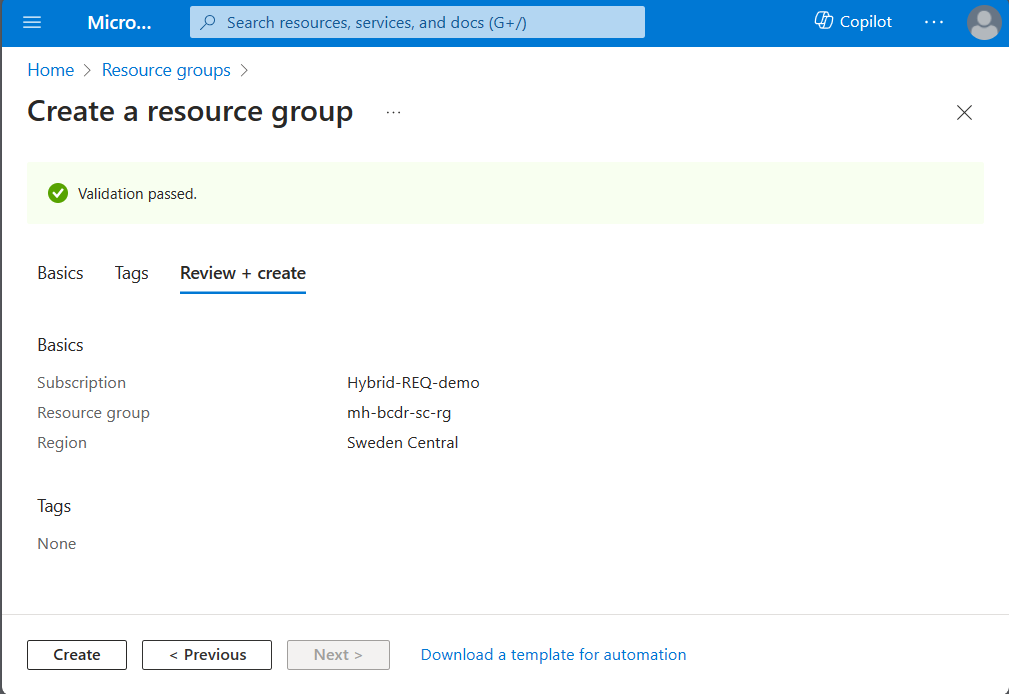 Micro... Search resources, services, and docs (G+/) Copilot ...
Home > Resource groups >
Create a resource group ...
Validation passed.
Basics Tags Review + create
Basics
Subscription Hybrid-REQ-demo
Resource group mh-bcdr-sc-rg
Region Sweden Central
Tags
None
Create < Previous Next > Download a template for automation